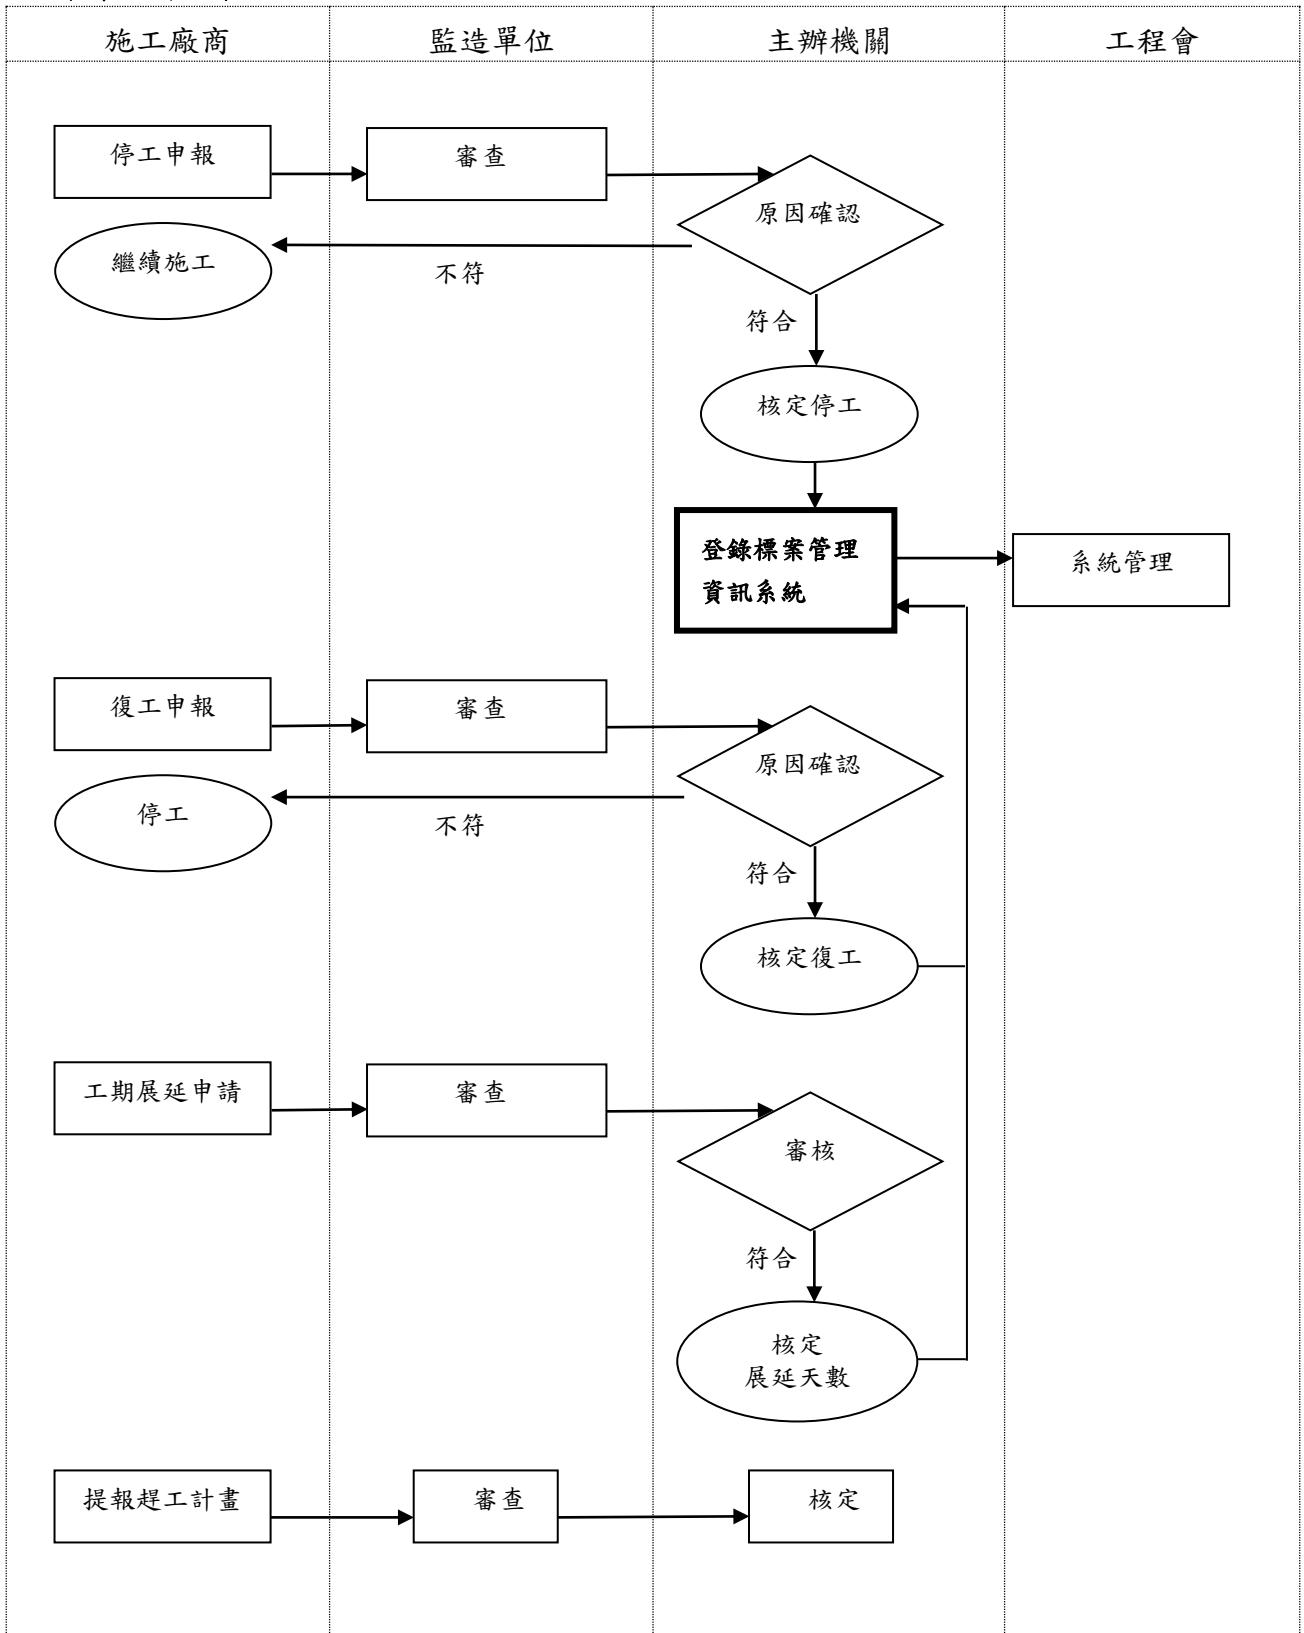 施工廠商
監造單位
主辦機關
工程會
停工申報
審查
原因確認
繼續施工
不符
符合
核定停工
登錄標案管理
資訊系統
系統管理
復工申報
審查
原因確認
停工
不符
符合
核定復工
工期展延申請
審查
審核
符合
核定
展延天數
提報趕工計畫
審查
核定